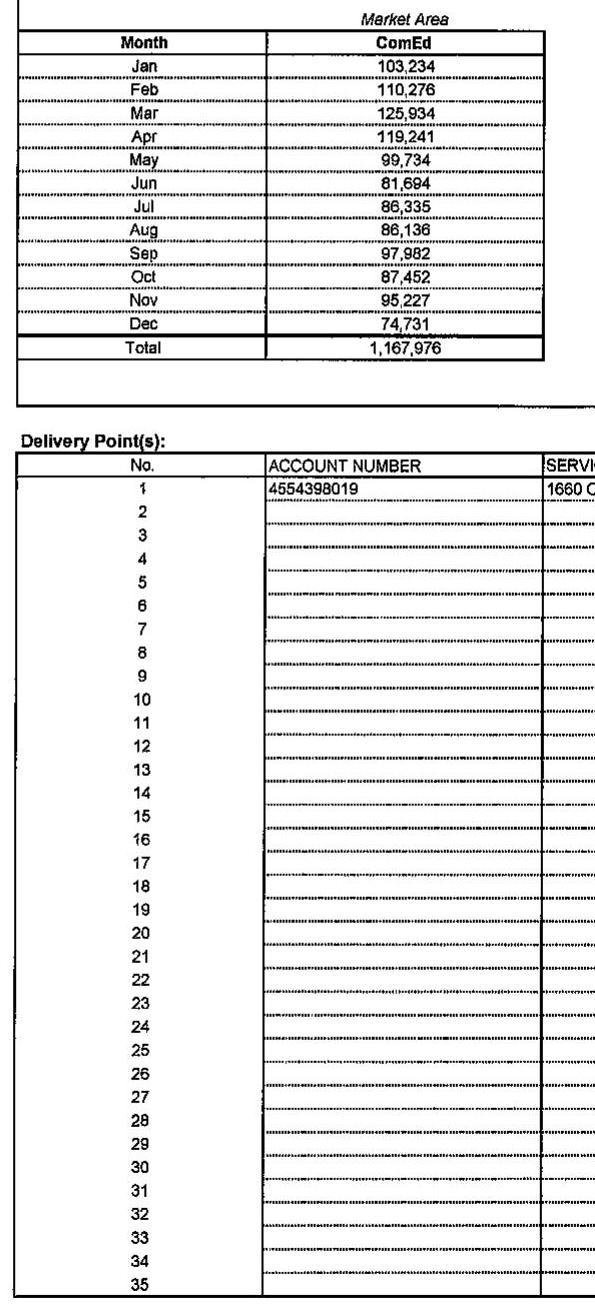 Market Area
Month ComEd
Jan 103,234
Feb 110,276
Mar 125,934
Apr 119,241
May 99,734
Jun 81,694
Jul 86,335
Aug 86,136
Sep 97,982
Oct 87,452
Nov 95,227
Dec 74,731
Total 1,167,976
Delivery Point(s):
No. ACCOUNT NUMBER SERVI
1 4554398019 1660
2
3
4
5
6
7
8
9
10
11
12
13
14
15
16
17
18
19
20
21
22
23
24
25
26
27
28
29
30
31
32
33
34
35